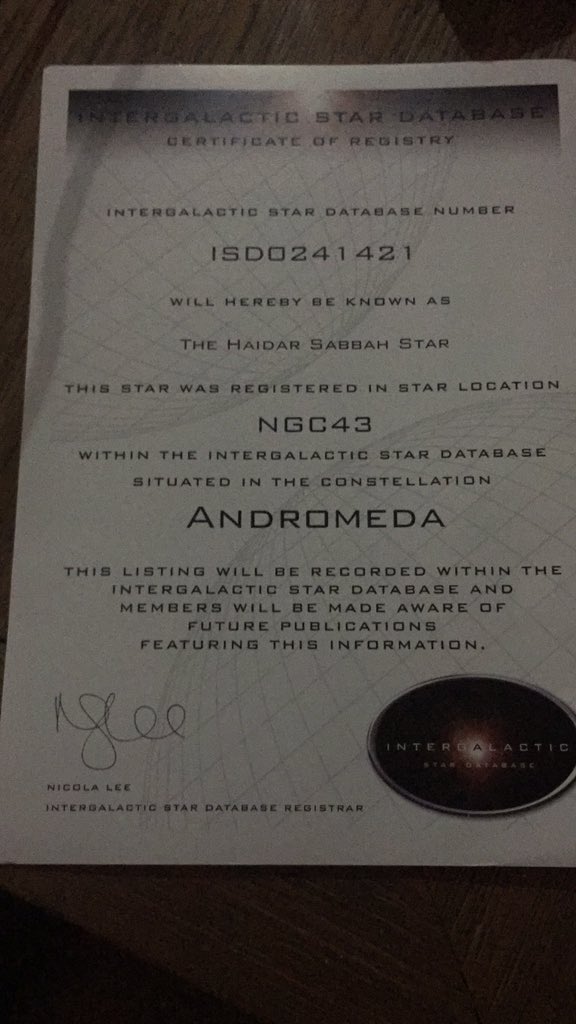 INTERGALACTIC STAR DATABASE
CERTIFICATE OF REGISTRY
INTERGALACTIC STAR DATABASE NUMBER
ISD0241421
WILL HEREBY BE KNOWN AS
THE HAIDAR SABBAH STAR
THIS STAR WAS REGISTERED IN STAR LOCATION
NGC43
WITHIN THE INTERGALACTIC STAR DATABASE
SITUATED IN THE CONSTELLATION
ANDROMEDA
THIS LISTING WILL BE RECORDED WITHIN THE
INTERGALACTIC STAR DATABASE AND
MEMBERS WILL BE MADE AWARE OF
FUTURE PUBLICATIONS
FEATURING THIS INFORMATION.
NLee
NICOLA LEE
INTERGALACTIC STAR DATABASE REGISTRAR
INTERGALACTIC
STAR DATABASE